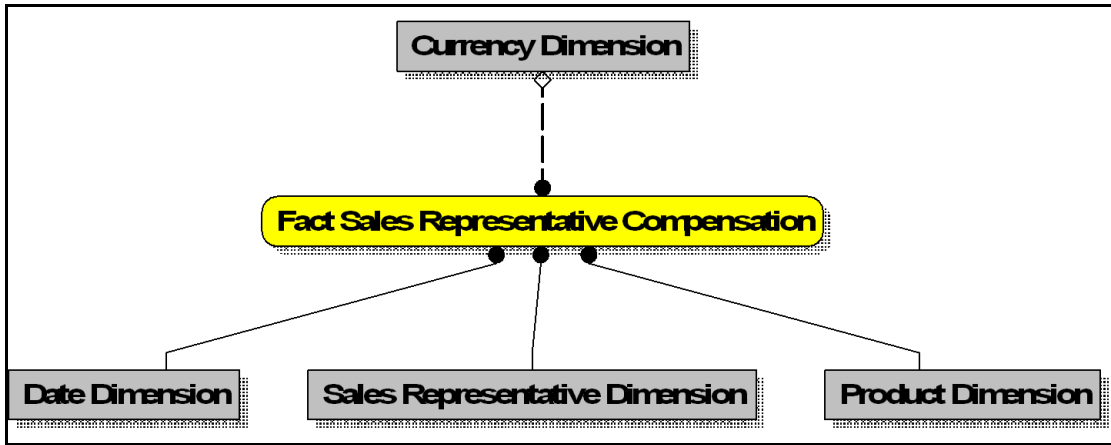 Currency Dimension
Fact Sales Representative Compensation
Date Dimension
Sales Representative Dimension
Product Dimension